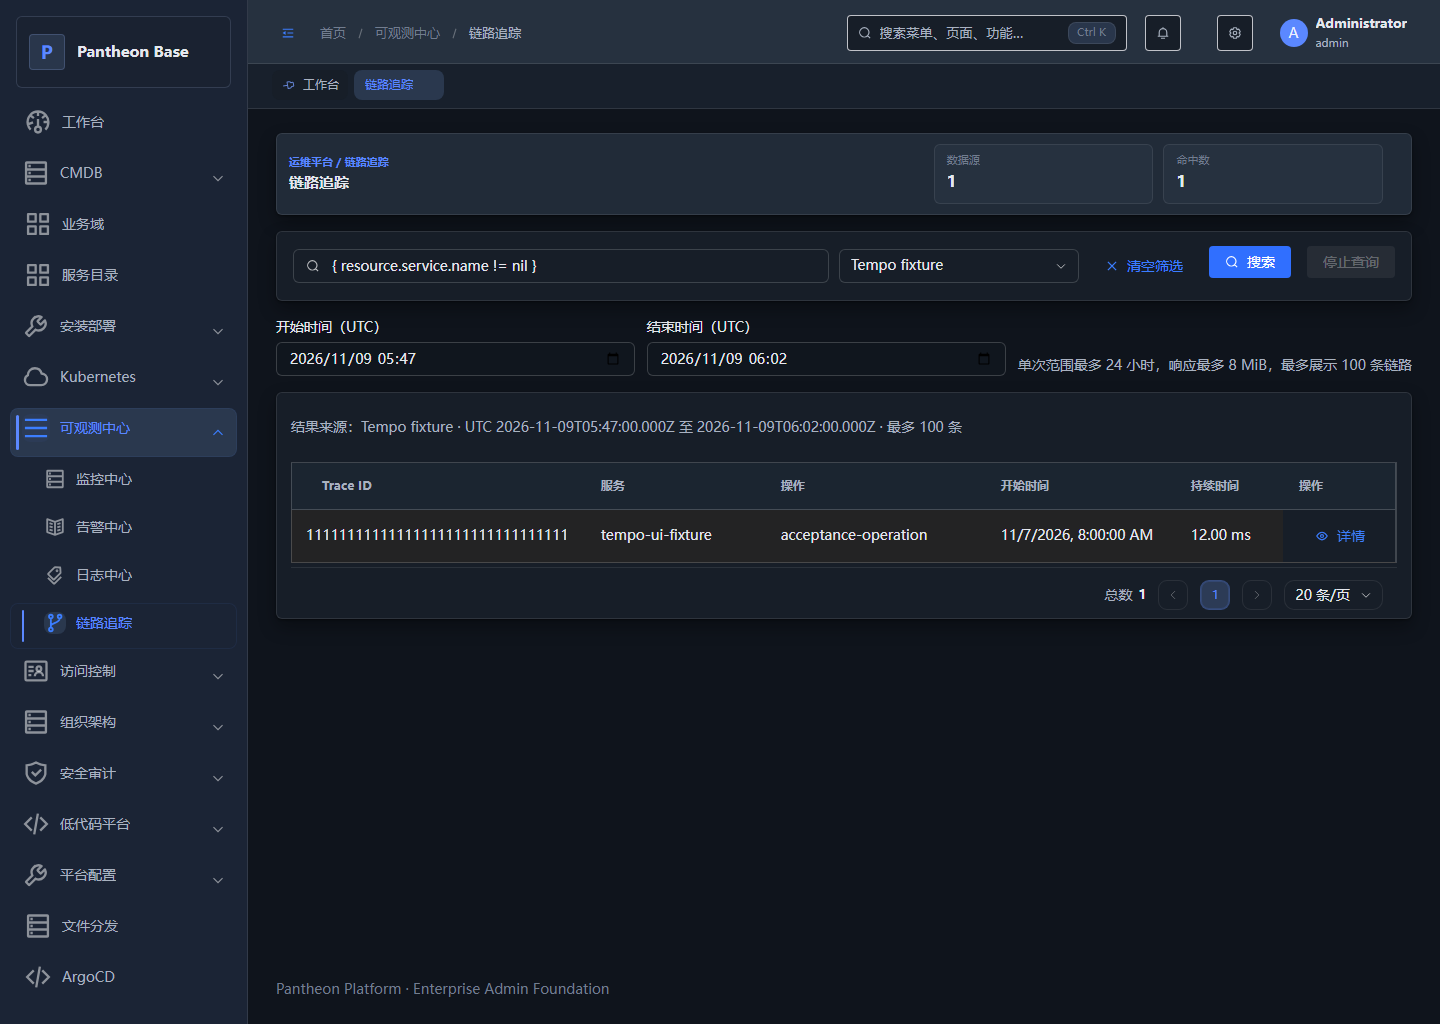 P Pantheon Base
工作台
CMDB
业务域
服务目录
安装部署
Kubernetes
可观测中心
监控中心
告警中心
日志中心
链路追踪
访问控制
组织架构
安全审计
低代码平台
平台配置
文件分发
ArgoCD
首页 / 可观测中心 / 链路追踪
搜索菜单、页面、功能... Ctrl K
A Administrator
admin
工作台 链路追踪
运维平台 / 链路追踪
链路追踪
数据源
1
命中数
1
{ resource.service.name != nil } Tempo fixture 清空筛选 搜索 停止查询
开始时间（UTC） 结束时间（UTC）
2026/11/09 05:47 2026/11/09 06:02 单次范围最多 24 小时，响应最多 8 MiB，最多展示 100 条链路
结果来源：Tempo fixture · UTC 2026-11-09T05:47:00.000Z 至 2026-11-09T06:02:00.000Z · 最多 100 条
Trace ID 服务 操作 开始时间 持续时间 操作
11111111111111111111111111111111 tempo-ui-fixture acceptance-operation 11/7/2026, 8:00:00 AM 12.00 ms 详情
总数 1 1 20 条/页
Pantheon Platform · Enterprise Admin Foundation